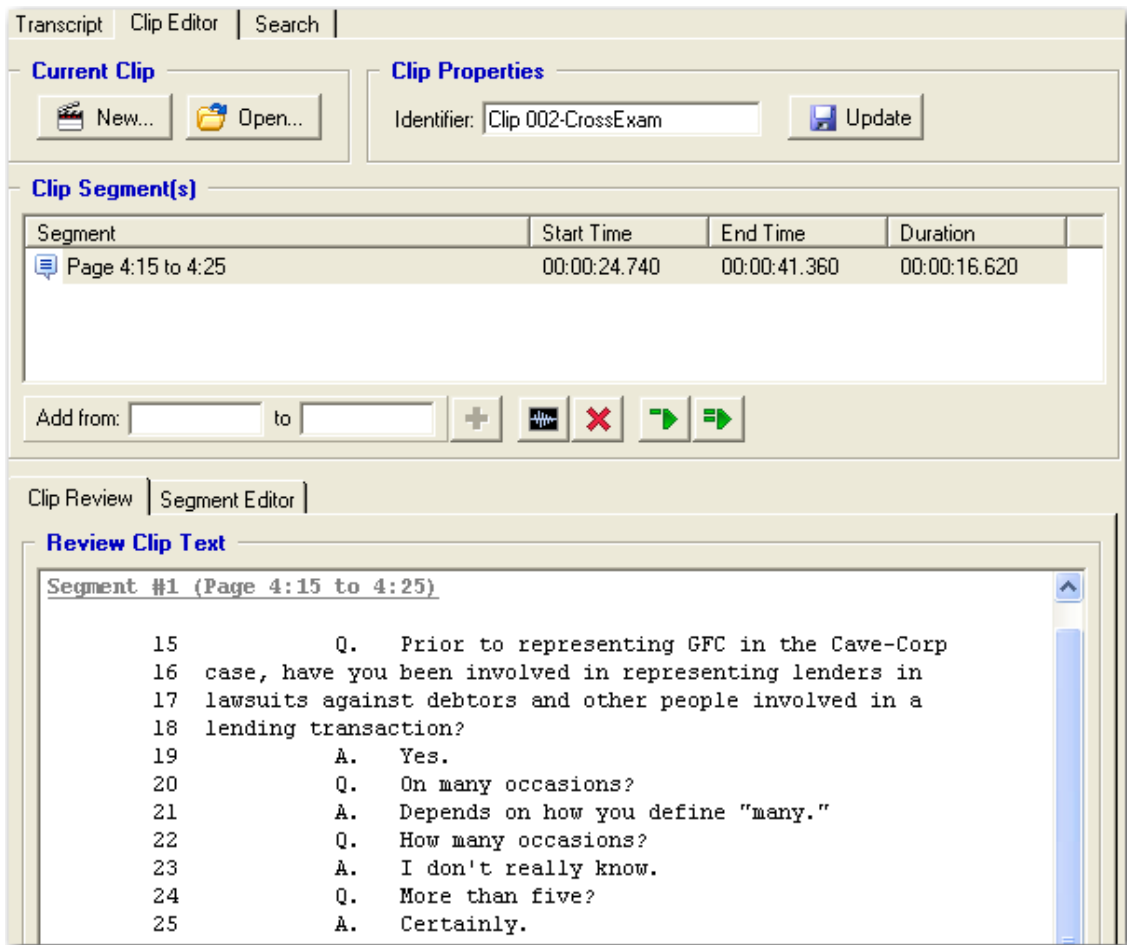 Transcript Clip Editor Search
Current Clip Clip Properties
New... Open... Identifier: Clip 002-CrossExam Update
Clip Segment(s)
Segment Start Time End Time Duration
Page 4:15 to 4:25 00:00:24.740 00:00:41.360 00:00:16.620
Add from: to
Clip Review Segment Editor
Review Clip Text
Segment #1 (Page 4:15 to 4:25)
15 Q. Prior to representing GFC in the Cave-Corp
16 case, have you been involved in representing lenders in
17 lawsuits against debtors and other people involved in a
18 lending transaction?
19 A. Yes.
20 Q. On many occasions?
21 A. Depends on how you define "many."
22 Q. How many occasions?
23 A. I don't really know.
24 Q. More than five?
25 A. Certainly.